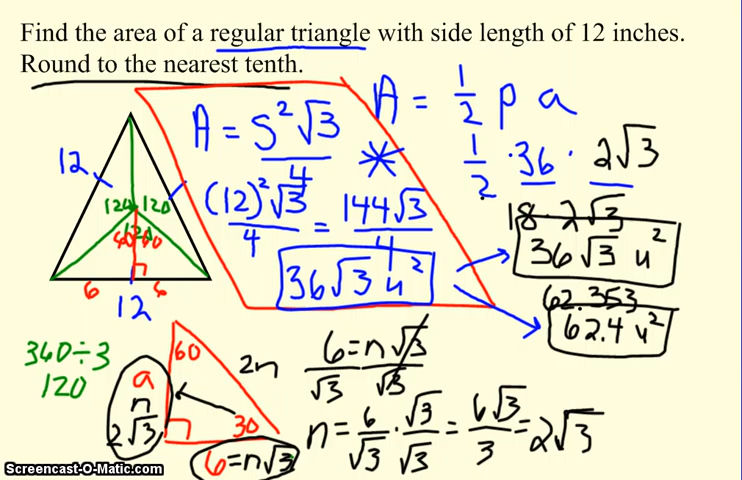 Find the area of a regular triangle with side length of 12 inches.
Round to the nearest tenth.
A = S²√3 / 4
*
(12)²√3 / 4 = 144√3 / 4
36√3 u²
A = 1/2 p a
1/2 · 36 · 2√3
18 · 2√3
36√3 u²
62.353
62.4 u²
12
120 120
120
60 60
6 6
12
360÷3
120
a
n
2√3
60
2n
30
6=n√3
6/√3 = n√3/√3
n = 6/√3 · √3/√3 = 6√3/3 = 2√3
Screencast-O-Matic.com